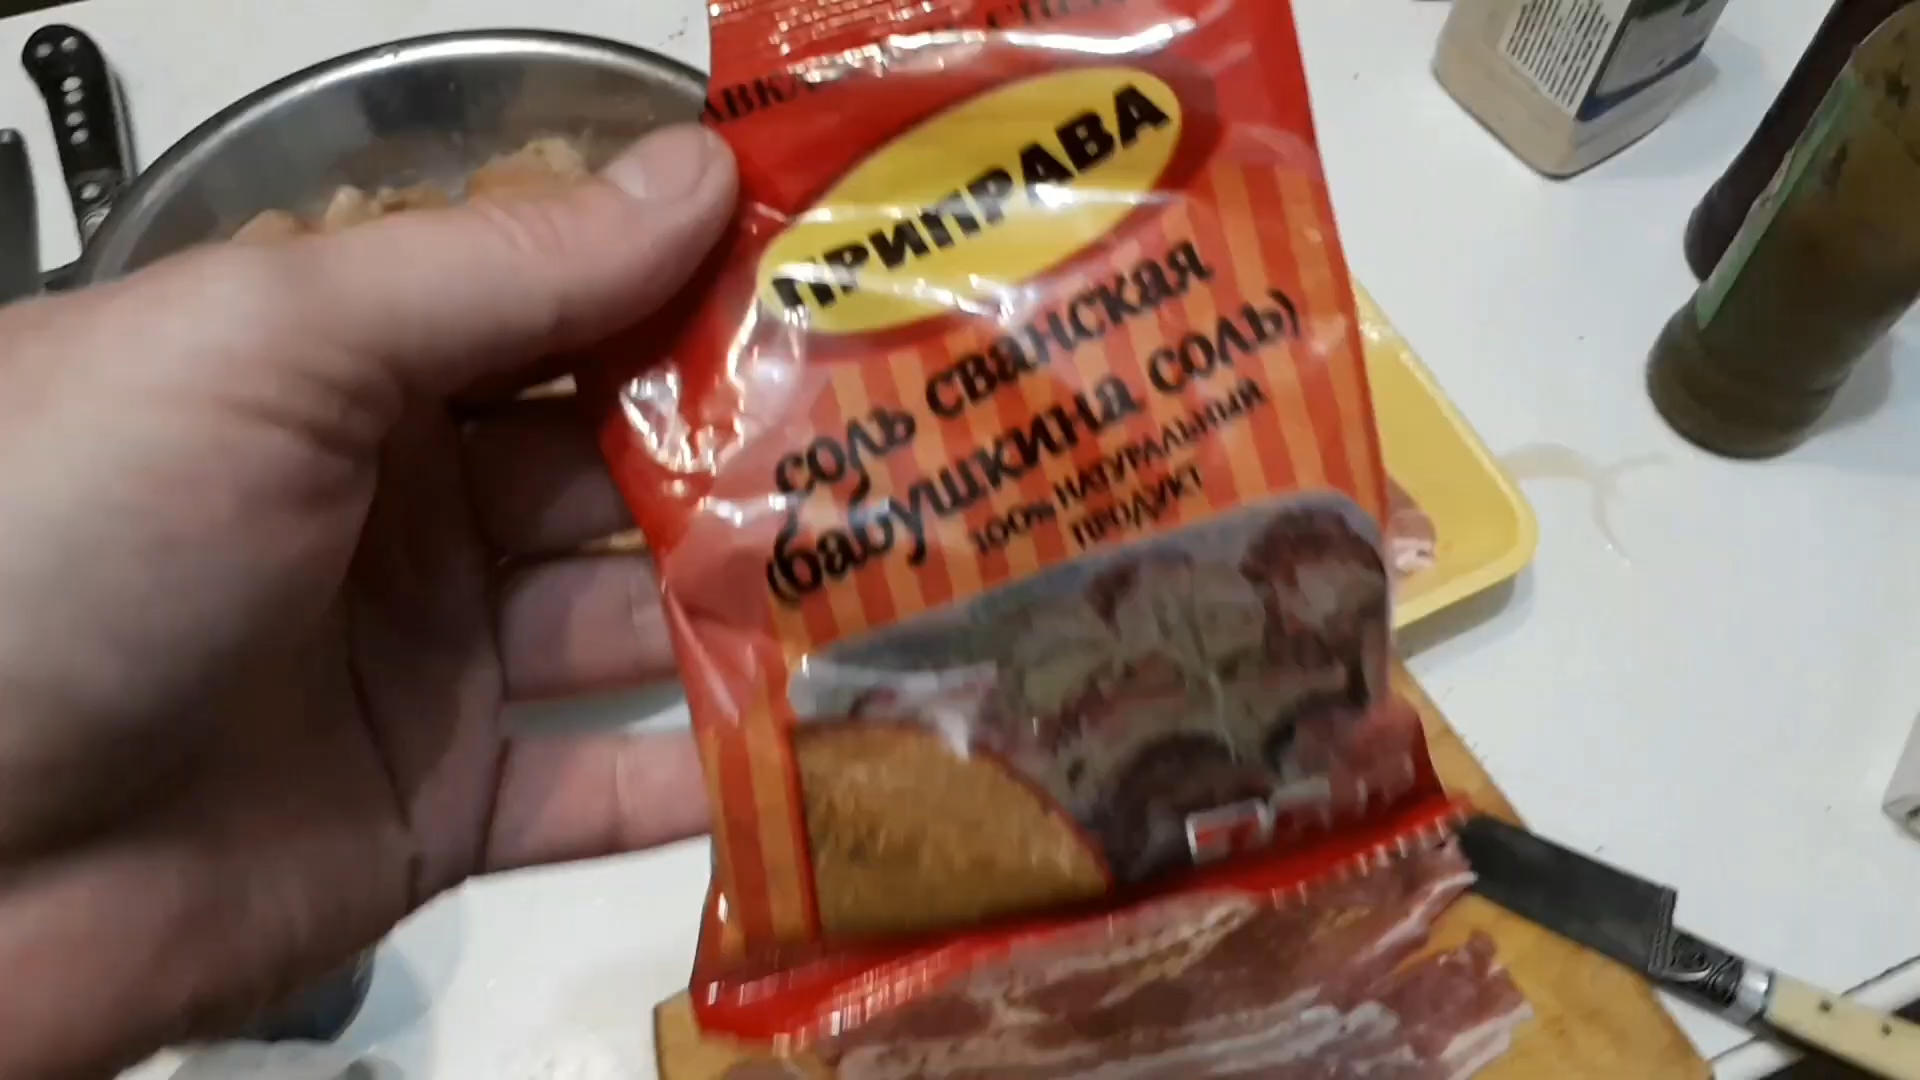 ПРИПРАВА
соль сванская
(бабушкина соль)
100% НАТУРАЛЬНЫЙ
ПРОДУКТ